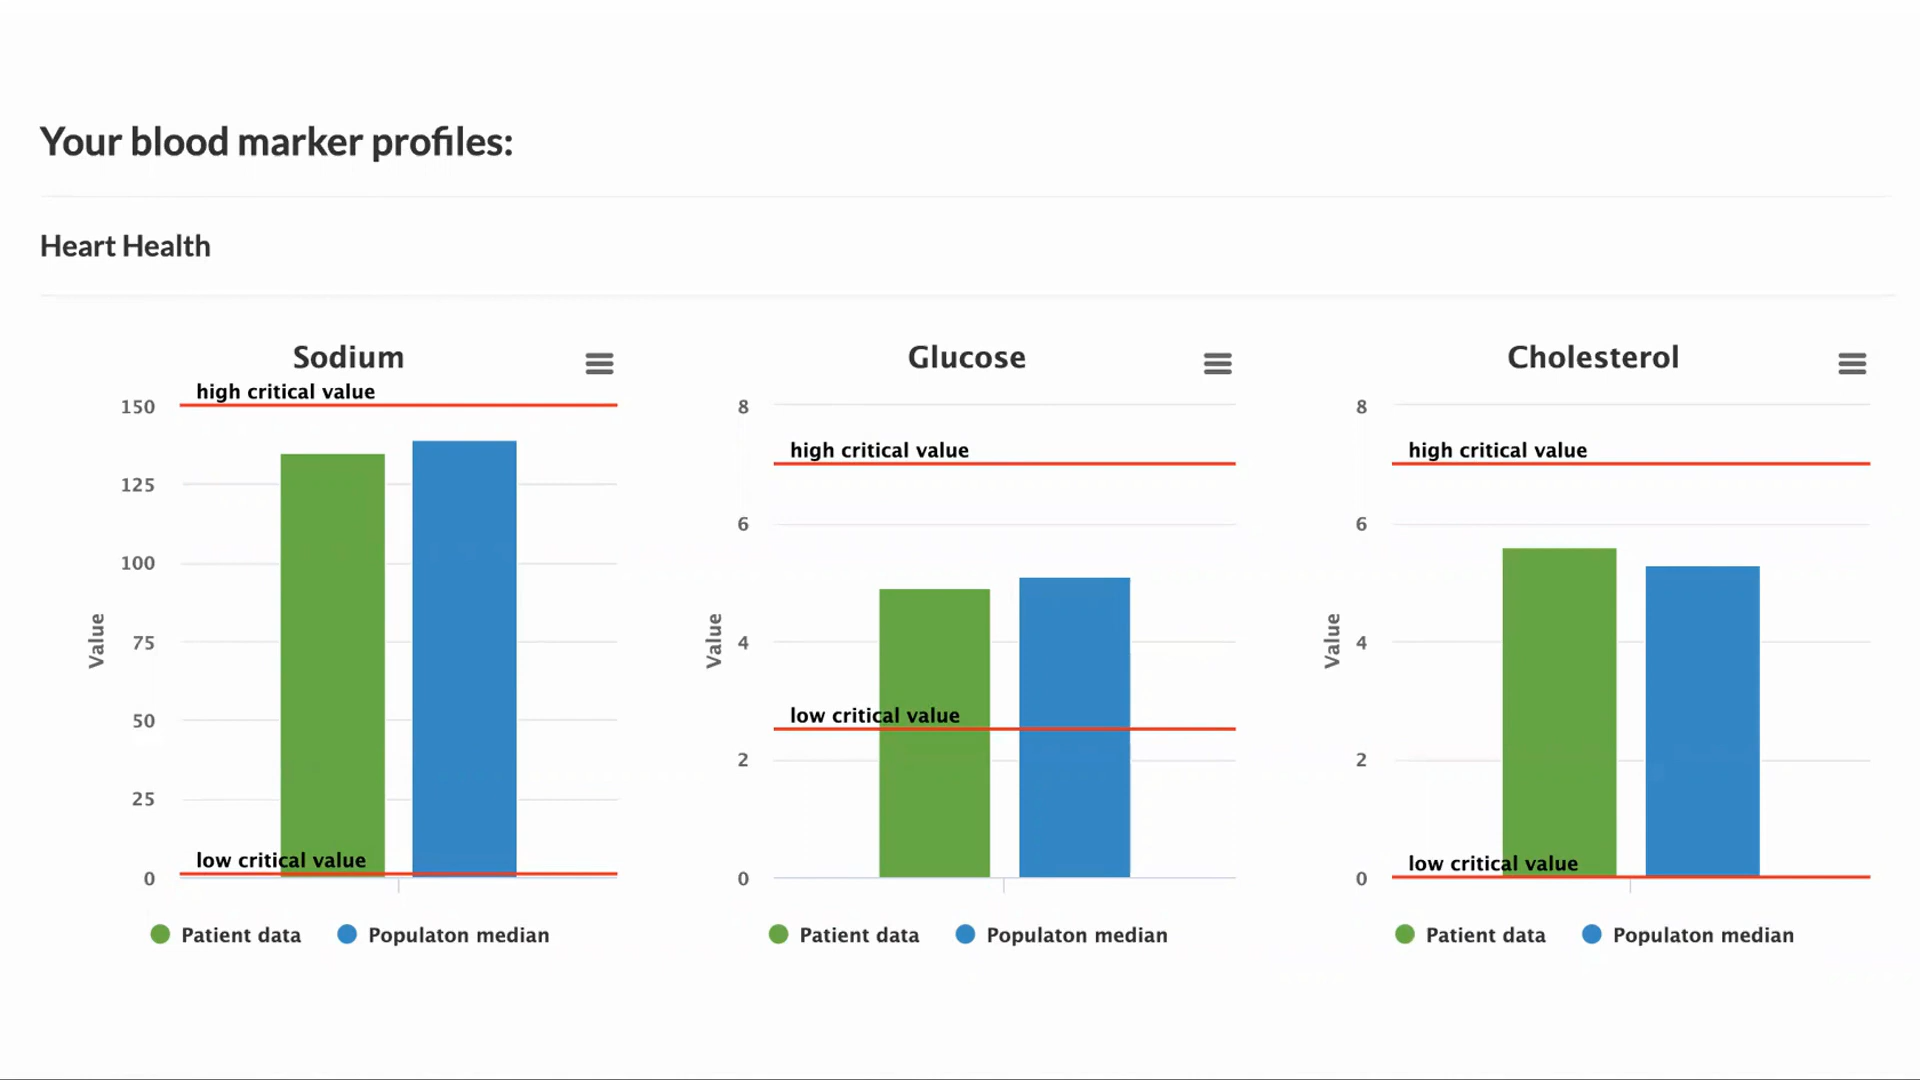 Your blood marker profiles:
Heart Health
Sodium
high critical value
150
125
100
75
50
25
0
Value
low critical value
Patient data
Populaton median
Glucose
8
high critical value
6
4
Value
low critical value
2
0
Patient data
Populaton median
Cholesterol
8
high critical value
6
4
Value
2
low critical value
0
Patient data
Populaton median